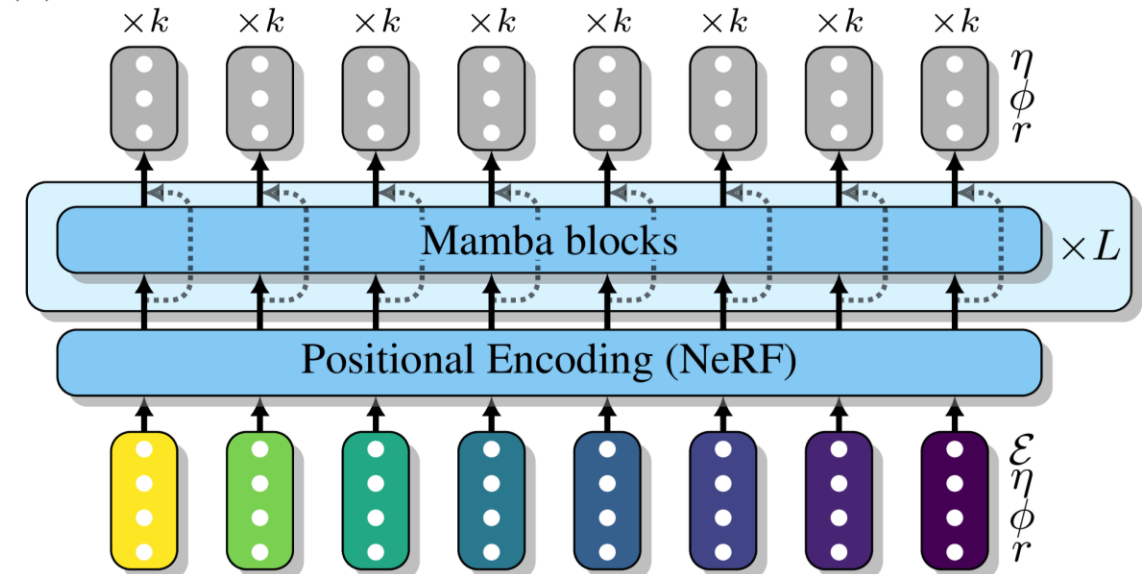 ×k ×k ×k ×k ×k ×k ×k ×k
η
ϕ
r
Mamba blocks
×L
Positional Encoding (NeRF)
ℰ
η
ϕ
r